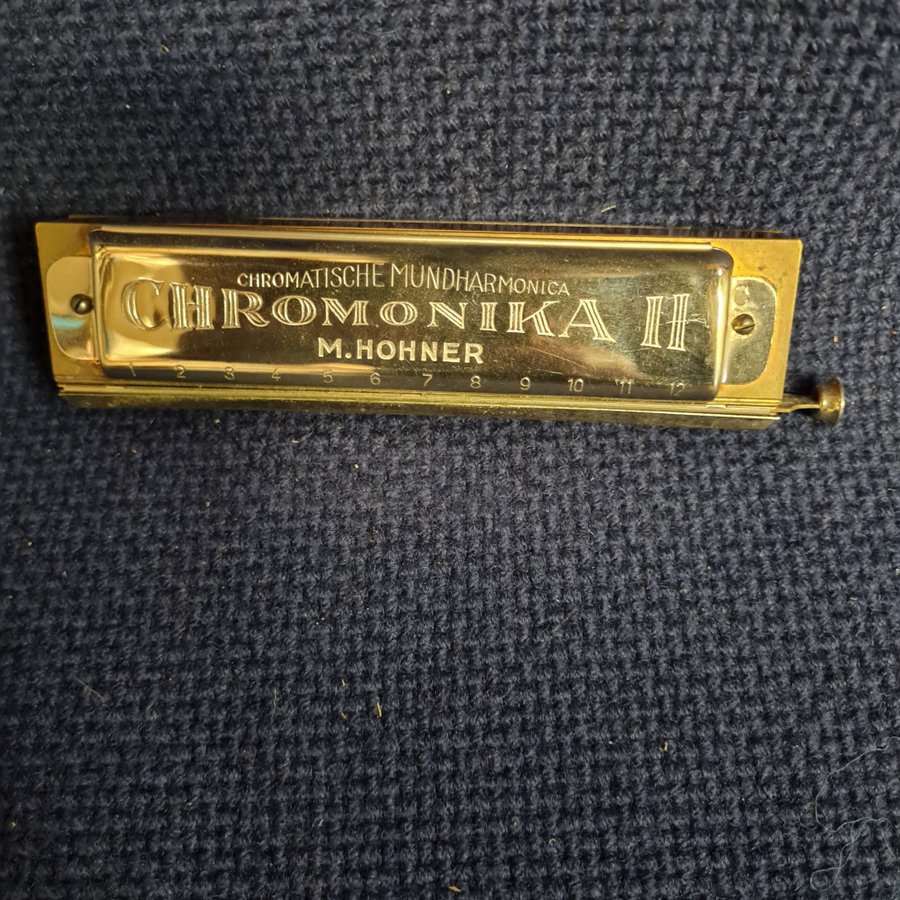 CHROMATISCHE MUNDHARMONICA
CHROMONIKA II
C
M. HOHNER
1 2 3 4 5 6 7 8 9 10 11 12